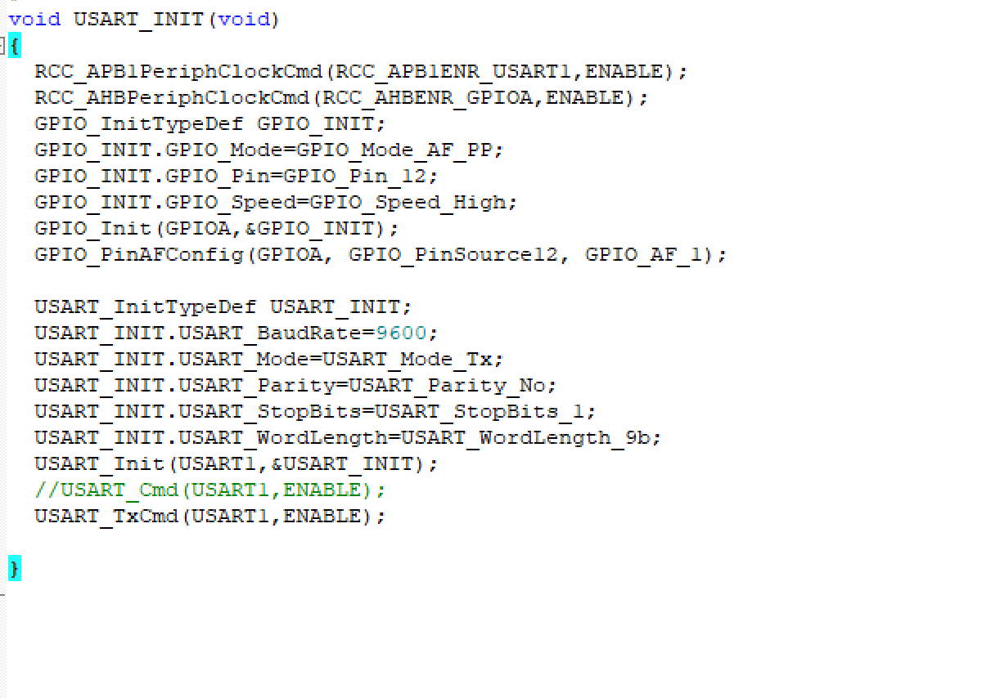 void USART_INIT(void)
{
RCC_APB1PeriphClockCmd(RCC_APB1ENR_USART1,ENABLE);
RCC_AHBPeriphClockCmd(RCC_AHBENR_GPIOA,ENABLE);
GPIO_InitTypeDef GPIO_INIT;
GPIO_INIT.GPIO_Mode=GPIO_Mode_AF_PP;
GPIO_INIT.GPIO_Pin=GPIO_Pin_12;
GPIO_INIT.GPIO_Speed=GPIO_Speed_High;
GPIO_Init(GPIOA,&GPIO_INIT);
GPIO_PinAFConfig(GPIOA, GPIO_PinSource12, GPIO_AF_1);
USART_InitTypeDef USART_INIT;
USART_INIT.USART_BaudRate=9600;
USART_INIT.USART_Mode=USART_Mode_Tx;
USART_INIT.USART_Parity=USART_Parity_No;
USART_INIT.USART_StopBits=USART_StopBits_1;
USART_INIT.USART_WordLength=USART_WordLength_9b;
USART_Init(USART1,&USART_INIT);
//USART_Cmd(USART1,ENABLE);
USART_TxCmd(USART1,ENABLE);
}